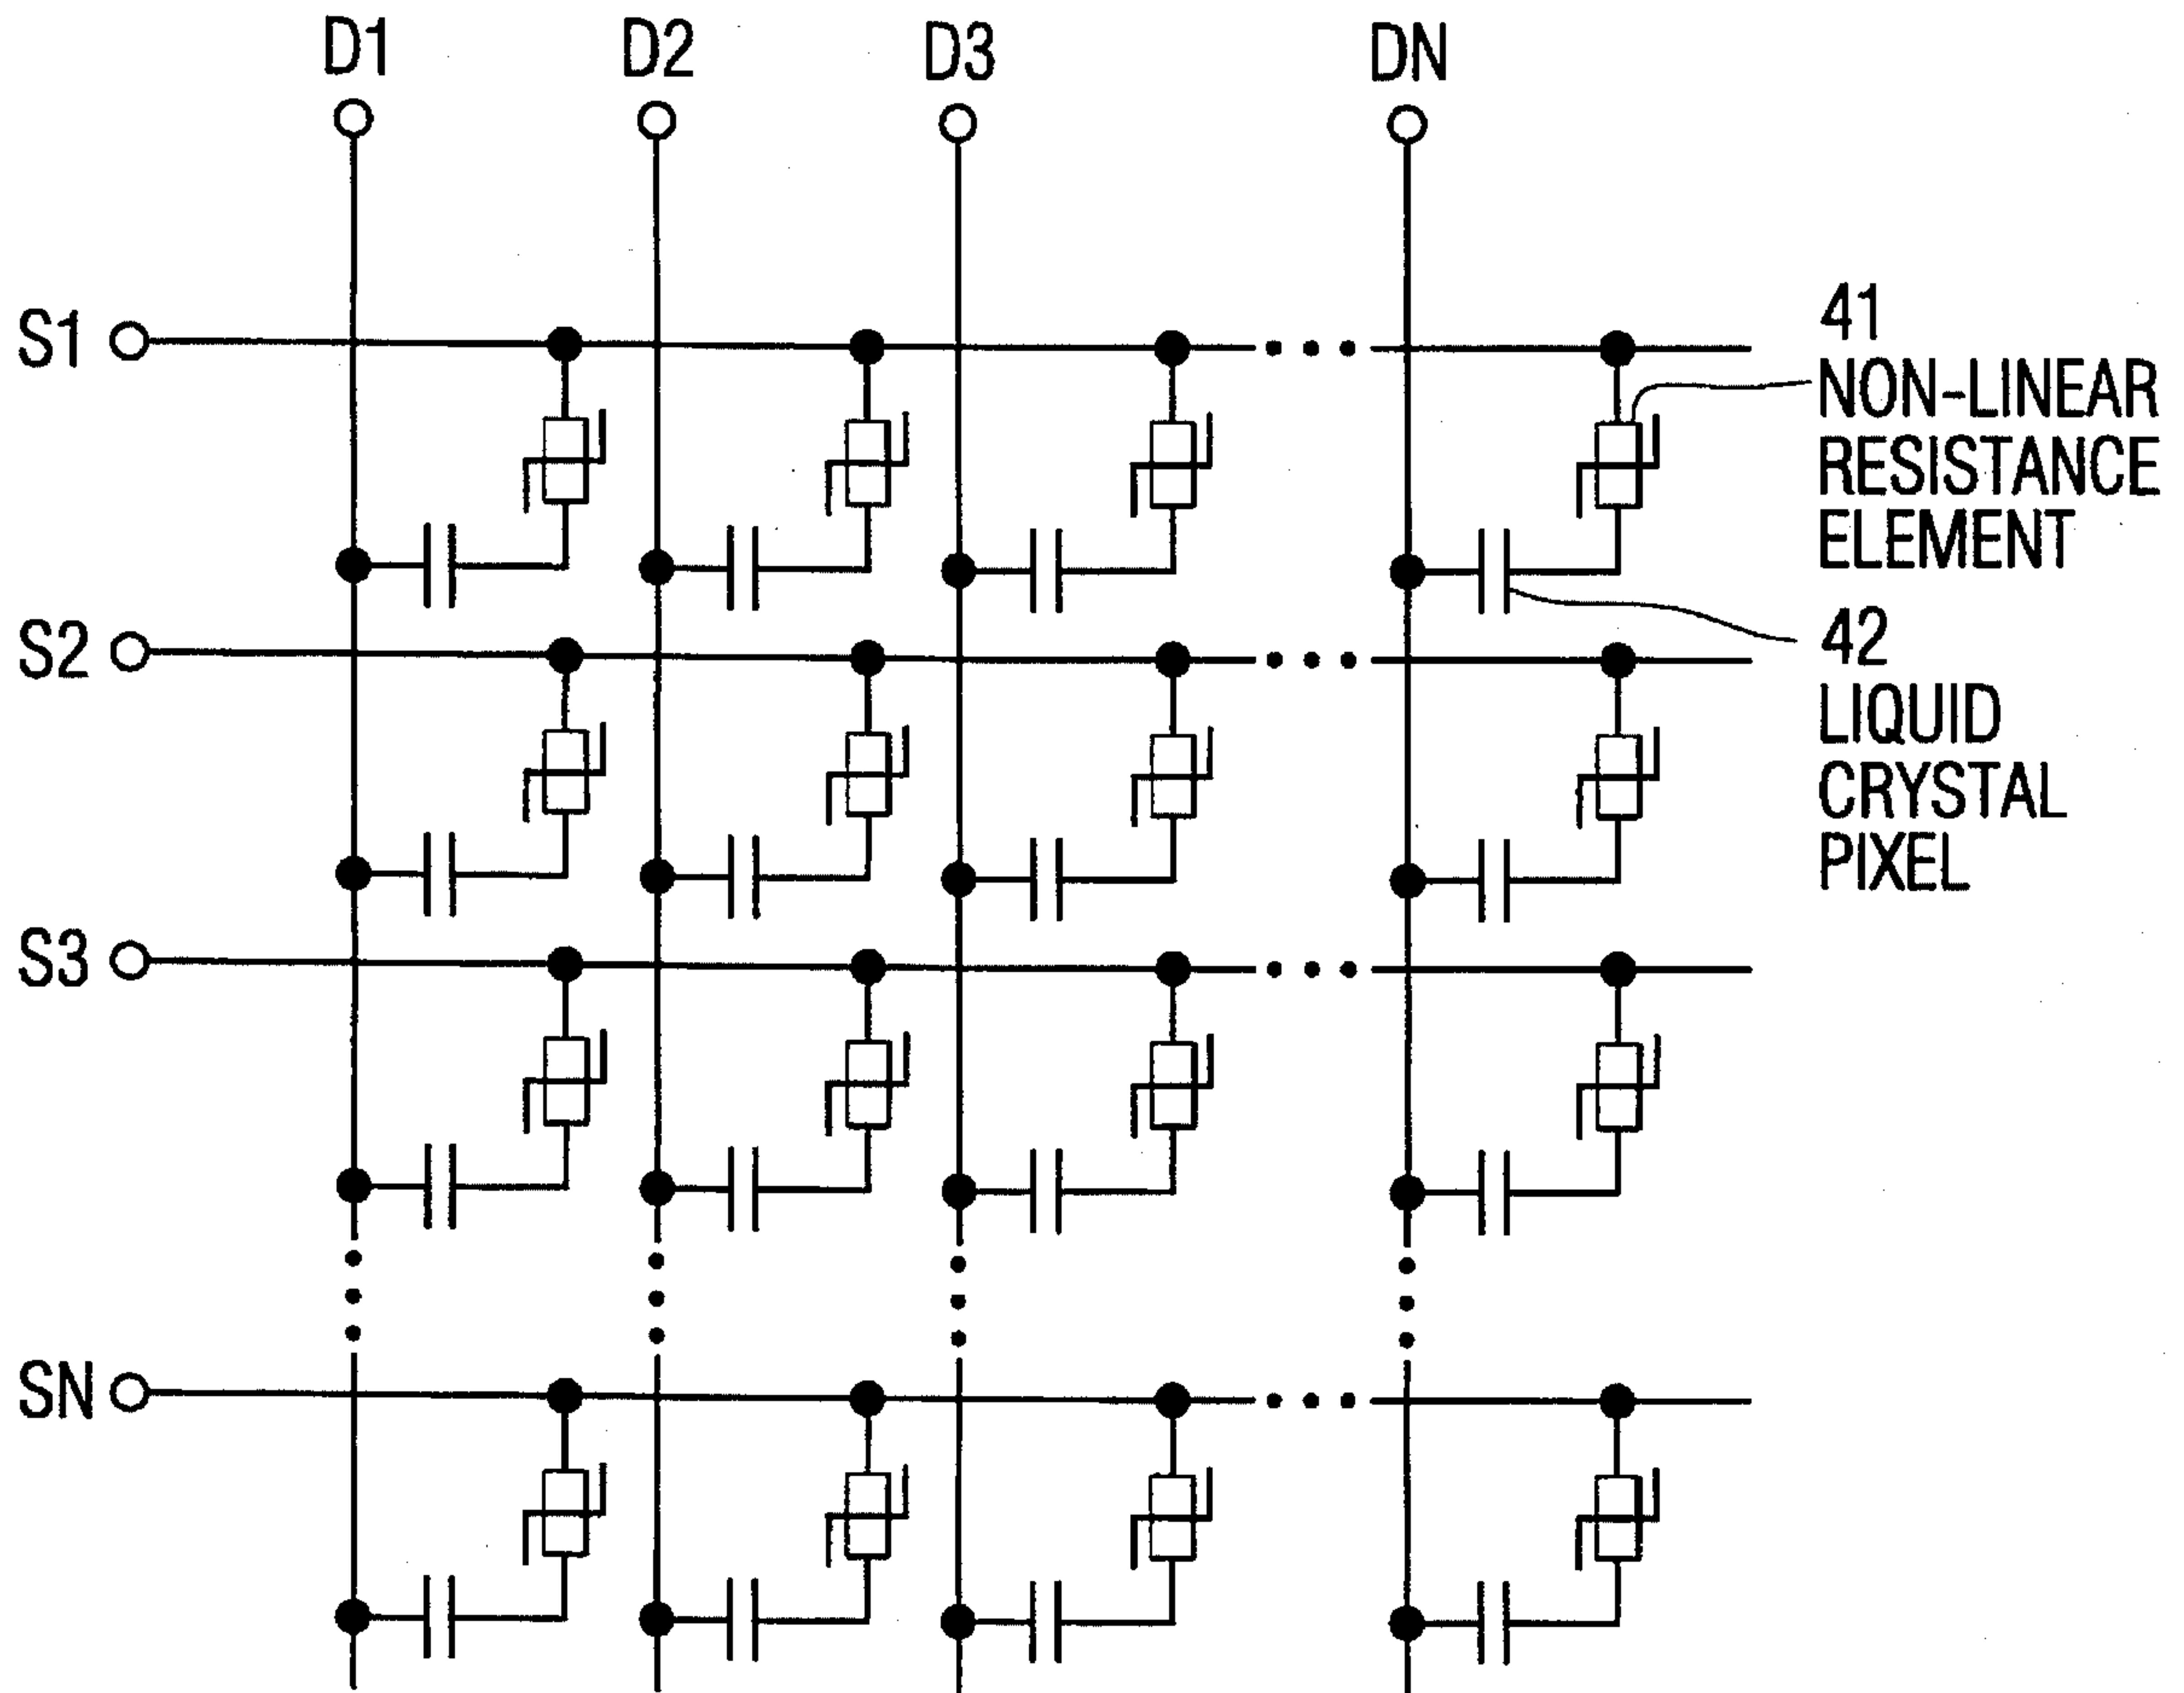 D1 D2 D3 DN
S1
41
NON-LINEAR
RESISTANCE
ELEMENT
S2
42
LIQUID
CRYSTAL
PIXEL
S3
SN